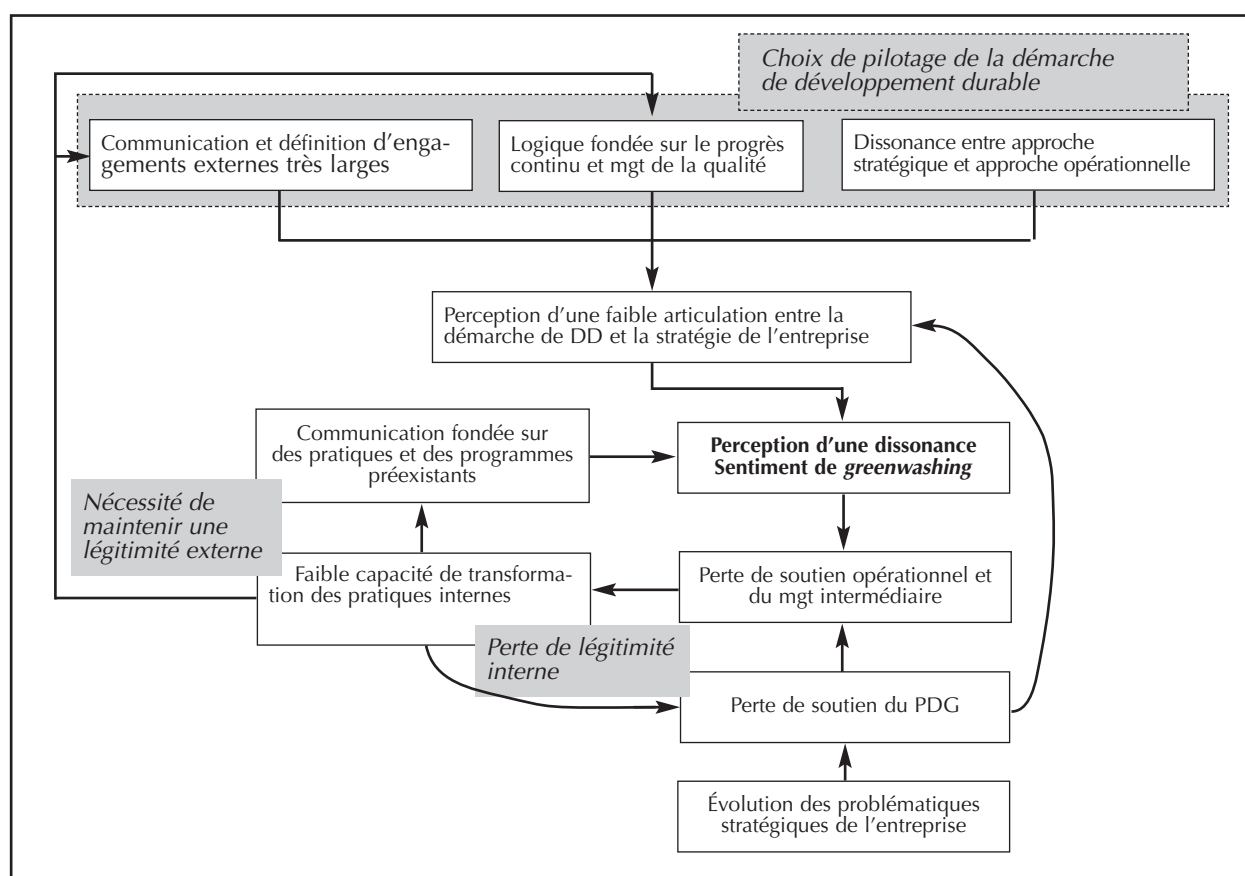 Choix de pilotage de la démarche
de développement durable
Communication et définition d'enga-
gements externes très larges
Logique fondée sur le progrès
continu et mgt de la qualité
Dissonance entre approche
stratégique et approche opérationnelle
Perception d'une faible articulation entre la
démarche de DD et la stratégie de l'entreprise
Communication fondée sur
des pratiques et des programmes
préexistants
Perception d'une dissonance
Sentiment de greenwashing
Nécessité de
maintenir une
légitimité externe
Faible capacité de transforma-
tion des pratiques internes
Perte de soutien opérationnel et
du mgt intermédiaire
Perte de légitimité
interne
Perte de soutien du PDG
Évolution des problématiques
stratégiques de l'entreprise